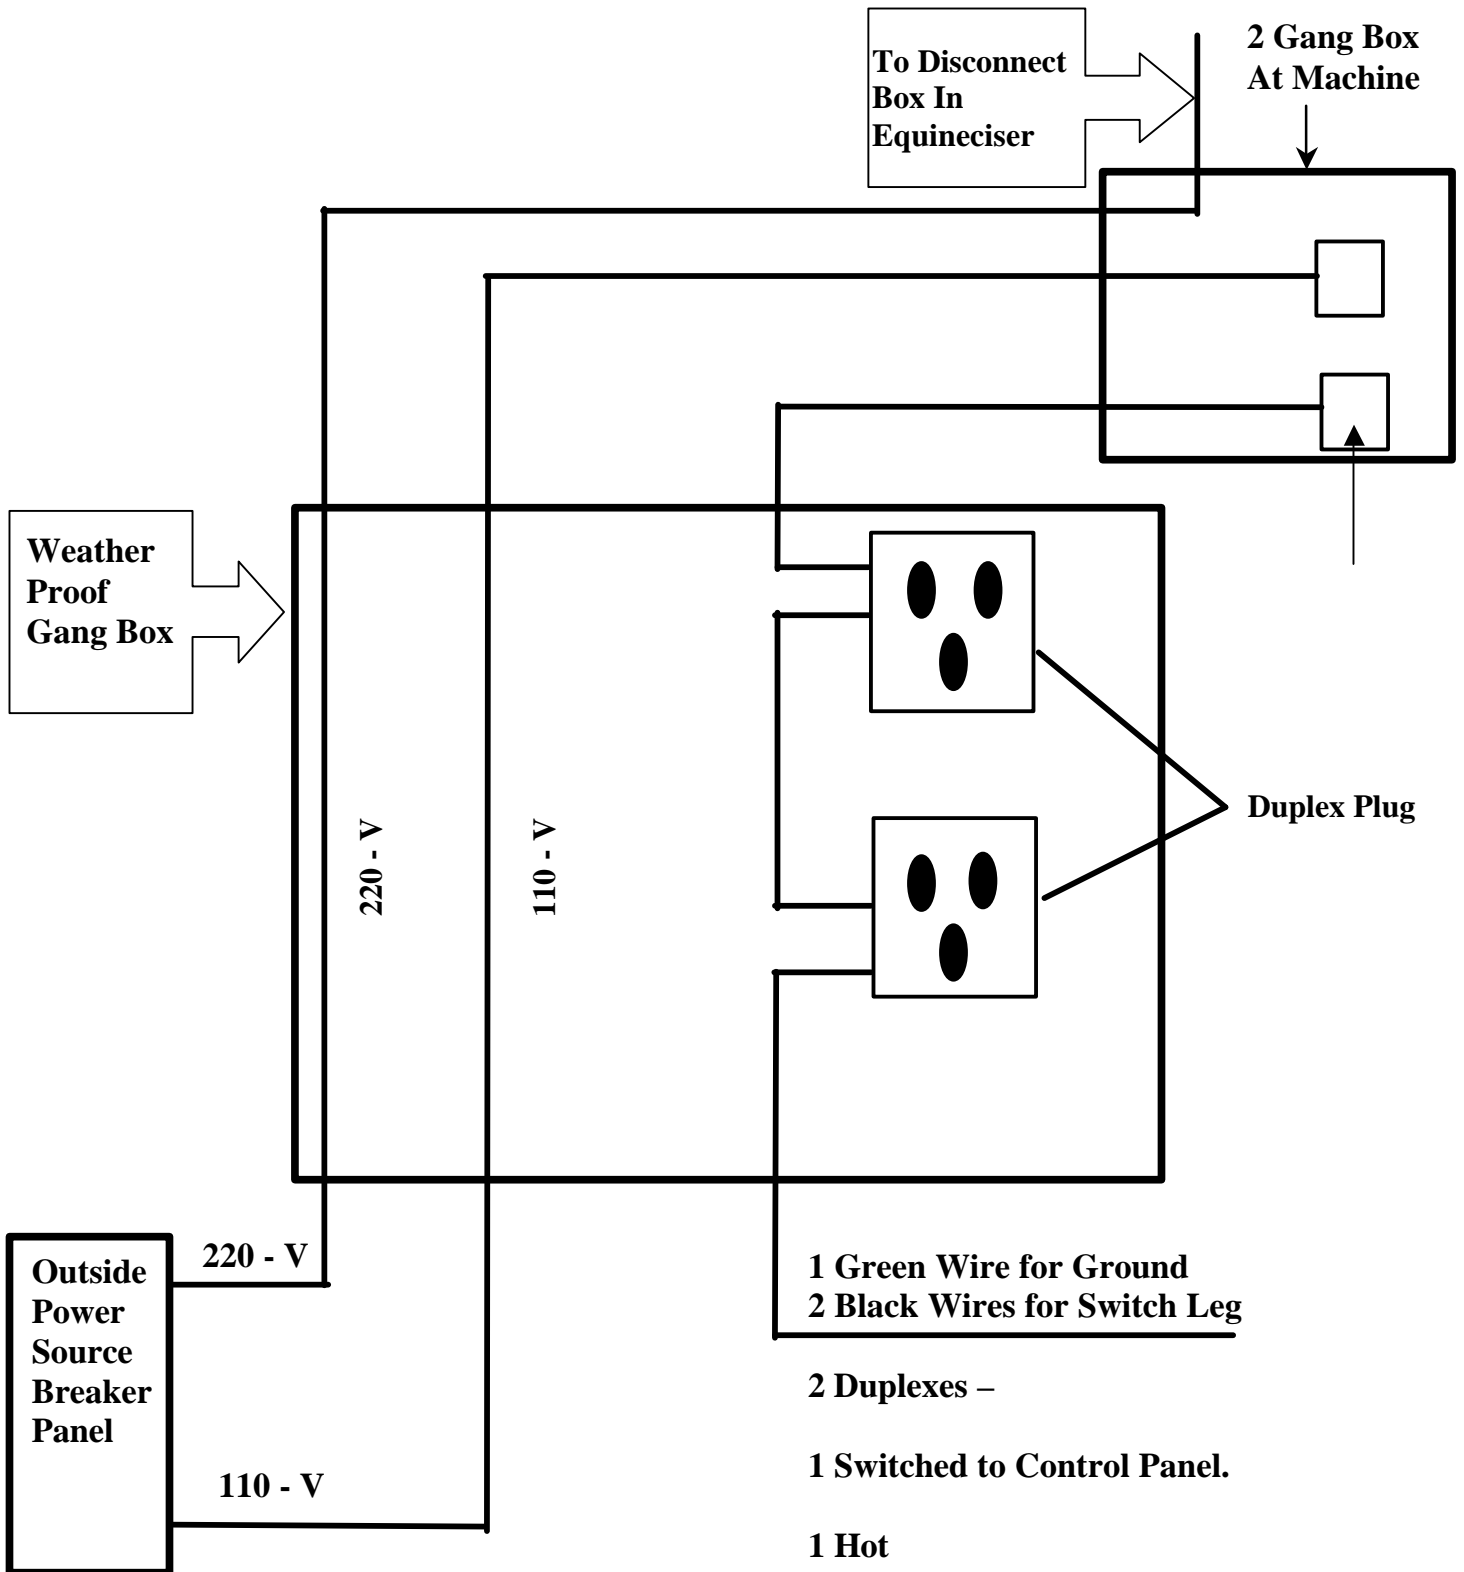 To Disconnect
Box In
Equineciser
2 Gang Box
At Machine
Weather
Proof
Gang Box
220 - V
110 - V
Duplex Plug
Outside
Power
Source
Breaker
Panel
220 - V
110 - V
1 Green Wire for Ground
2 Black Wires for Switch Leg
2 Duplexes –
1 Switched to Control Panel.
1 Hot